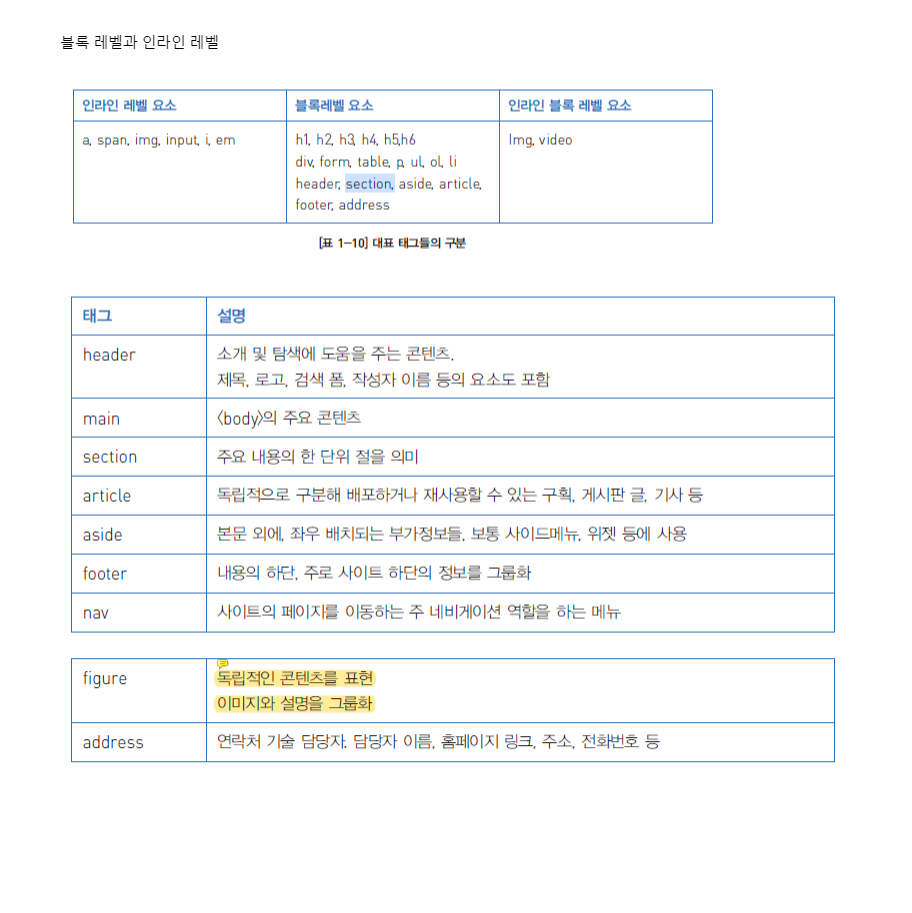 블록 레벨과 인라인 레벨
인라인 레벨 요소 블록레벨 요소 인라인 블록 레벨 요소
a, span, img, input, i, em h1, h2, h3, h4, h5,h6 Img, video
div, form, table, p, ul, ol, li
header, section, aside, article,
footer, address
[표 1-10] 대표 태그들의 구분
태그 설명
header 소개 및 탐색에 도움을 주는 콘텐츠.
제목, 로고, 검색 폼, 작성자 이름 등의 요소도 포함
main 〈body〉의 주요 콘텐츠
section 주요 내용의 한 단위 절을 의미
article 독립적으로 구분해 배포하거나 재사용할 수 있는 구획, 게시판 글, 기사 등
aside 본문 외에, 좌우 배치되는 부가정보들, 보통 사이드메뉴, 위젯 등에 사용
footer 내용의 하단, 주로 사이트 하단의 정보를 그룹화
nav 사이트의 페이지를 이동하는 주 네비게이션 역할을 하는 메뉴
figure 독립적인 콘텐츠를 표현
이미지와 설명을 그룹화
address 연락처 기술 담당자. 담당자 이름, 홈페이지 링크, 주소, 전화번호 등